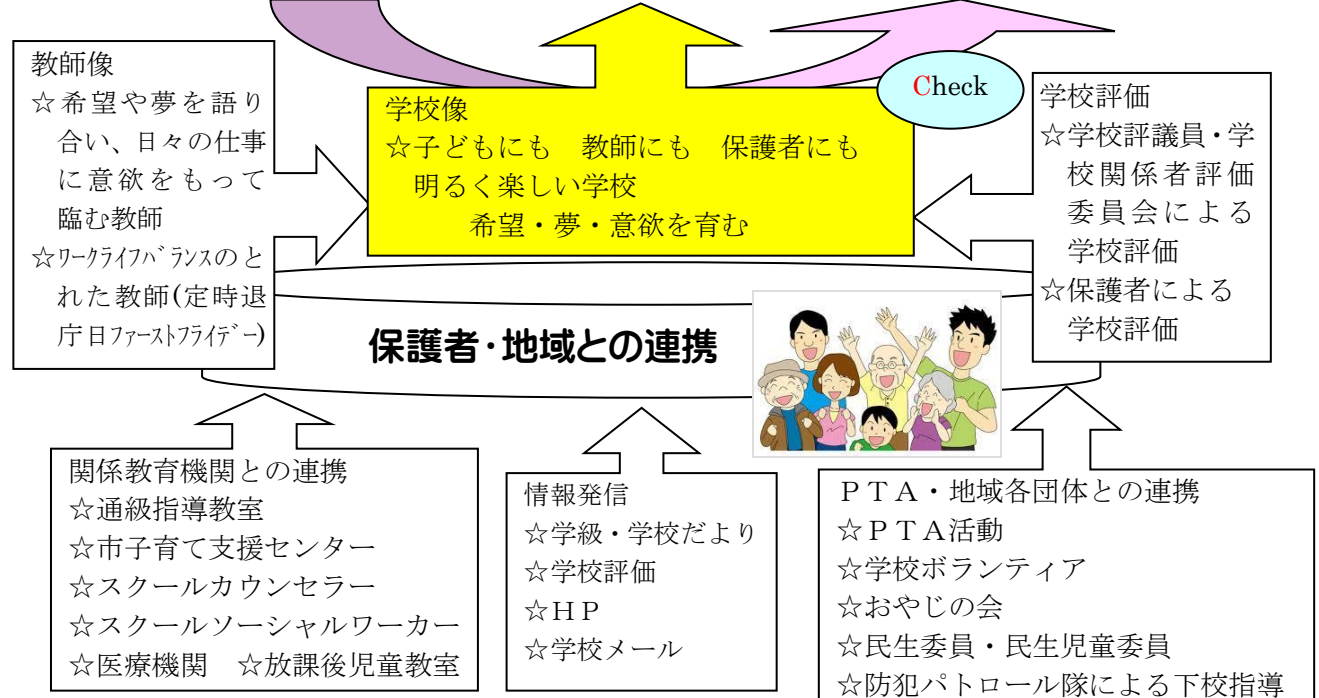 教師像
☆希望や夢を語り
合い、日々の仕事
に意欲をもって
臨む教師
☆ﾜｰｸﾗｲﾌﾊﾞﾗﾝｽのと
れた教師(定時退
庁日ﾌｧｰｽﾄﾌﾗｲﾃﾞｰ)
学校像
☆子どもにも　教師にも　保護者にも
明るく楽しい学校
希望・夢・意欲を育む
Check
学校評価
☆学校評議員・学
校関係者評価
委員会による
学校評価
☆保護者による
学校評価
保護者・地域との連携
関係教育機関との連携
☆通級指導教室
☆市子育て支援センター
☆スクールカウンセラー
☆スクールソーシャルワーカー
☆医療機関　☆放課後児童教室
情報発信
☆学級・学校だより
☆学校評価
☆ＨＰ
☆学校メール
ＰＴＡ・地域各団体との連携
☆ＰＴＡ活動
☆学校ボランティア
☆おやじの会
☆民生委員・民生児童委員
☆防犯パトロール隊による下校指導